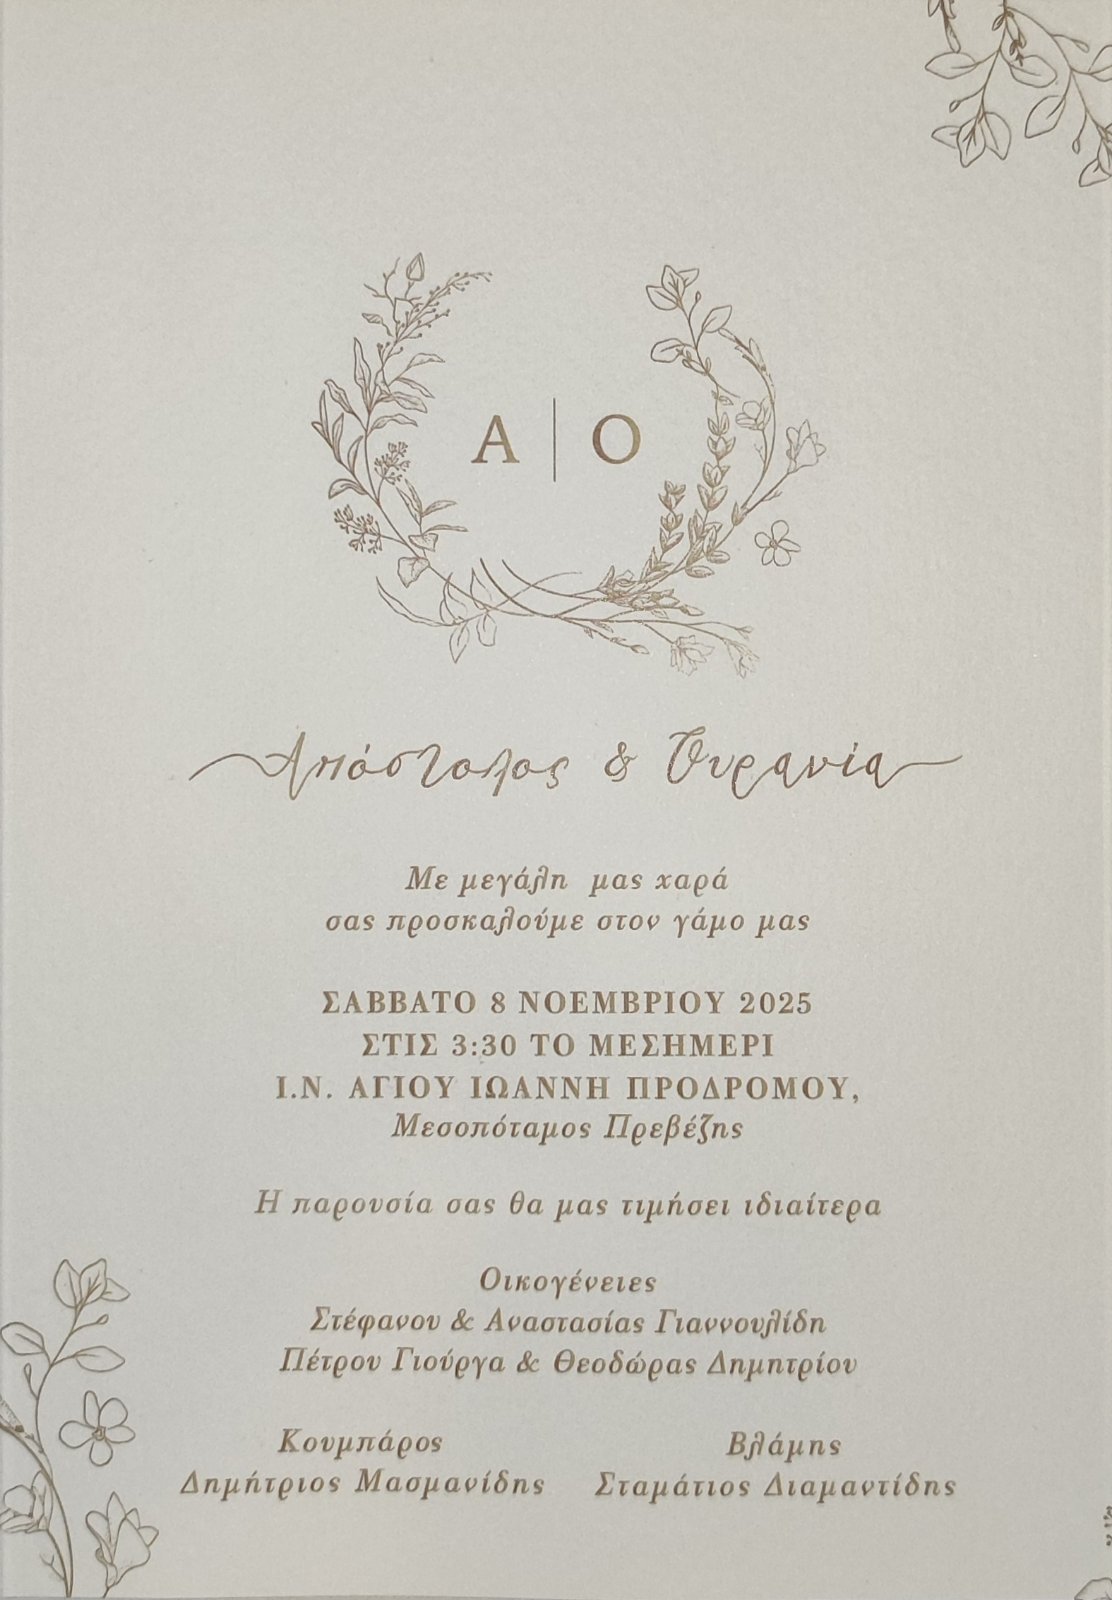 Α | Ο
Απόστολος & Ουρανία
Με μεγάλη μας χαρά
σας προσκαλούμε στον γάμο μας
ΣΑΒΒΑΤΟ 8 ΝΟΕΜΒΡΙΟΥ 2025
ΣΤΙΣ 3:30 ΤΟ ΜΕΣΗΜΕΡΙ
Ι.Ν. ΑΓΙΟΥ ΙΩΑΝΝΗ ΠΡΟΔΡΟΜΟΥ,
Μεσοπόταμος Πρεβέζης
Η παρουσία σας θα μας τιμήσει ιδιαίτερα
Οικογένειες
Στέφανου & Αναστασίας Γιαννουλίδη
Πέτρου Γιούργα & Θεοδώρας Δημητρίου
Κουμπάρος
Δημήτριος Μασμανίδης
Βλάμης
Σταμάτιος Διαμαντίδης